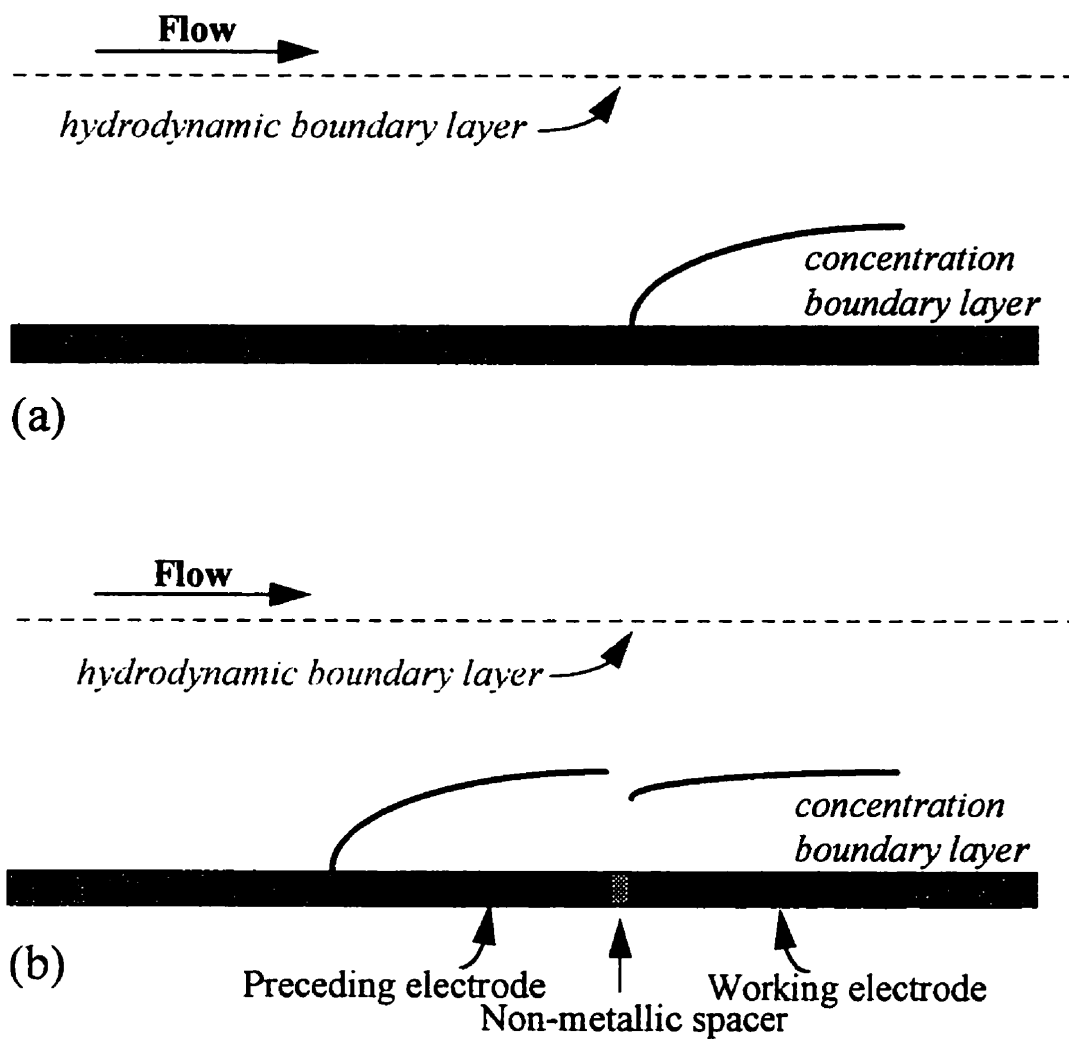 Flow
hydrodynamic boundary layer
concentration
boundary layer
(a)
Flow
hydrodynamic boundary layer
concentration
boundary layer
(b)
Preceding electrode
Working electrode
Non-metallic spacer